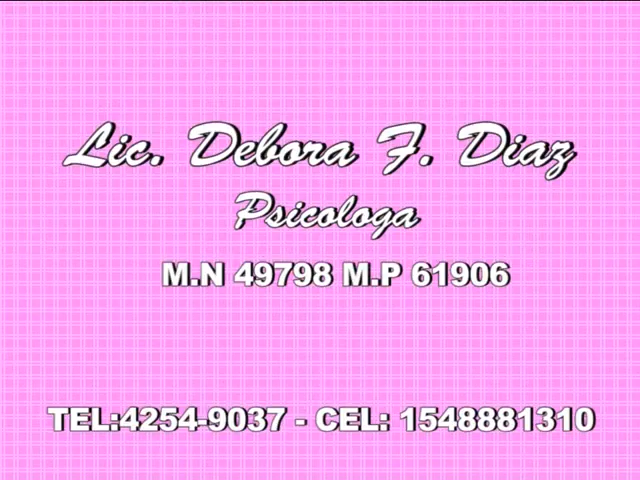 Lic. Debora F. Diaz
Psicologa
M.N 49798 M.P 61906
TEL:4254-9037 - CEL: 1548881310